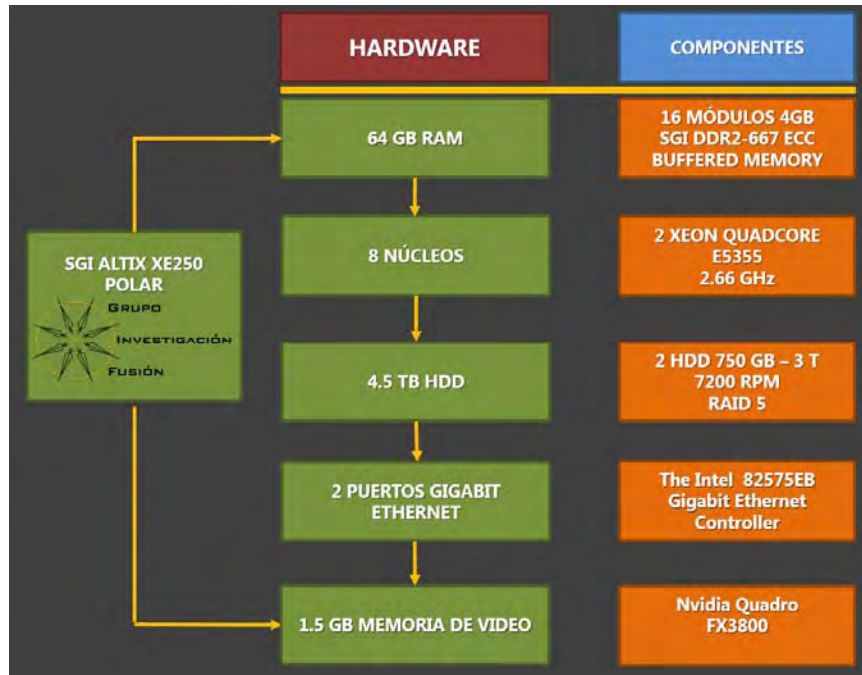 HARDWARE
COMPONENTES
64 GB RAM
16 MÓDULOS 4GB
SGI DDR2-667 ECC
BUFFERED MEMORY
SGI ALTIX XE250
POLAR
GRUPO
INVESTIGACIÓN
FUSIÓN
8 NÚCLEOS
2 XEON QUADCORE
E5355
2.66 GHz
4.5 TB HDD
2 HDD 750 GB – 3 T
7200 RPM
RAID 5
2 PUERTOS GIGABIT
ETHERNET
The Intel 82575EB
Gigabit Ethernet
Controller
1.5 GB MEMORIA DE VIDEO
Nvidia Quadro
FX3800